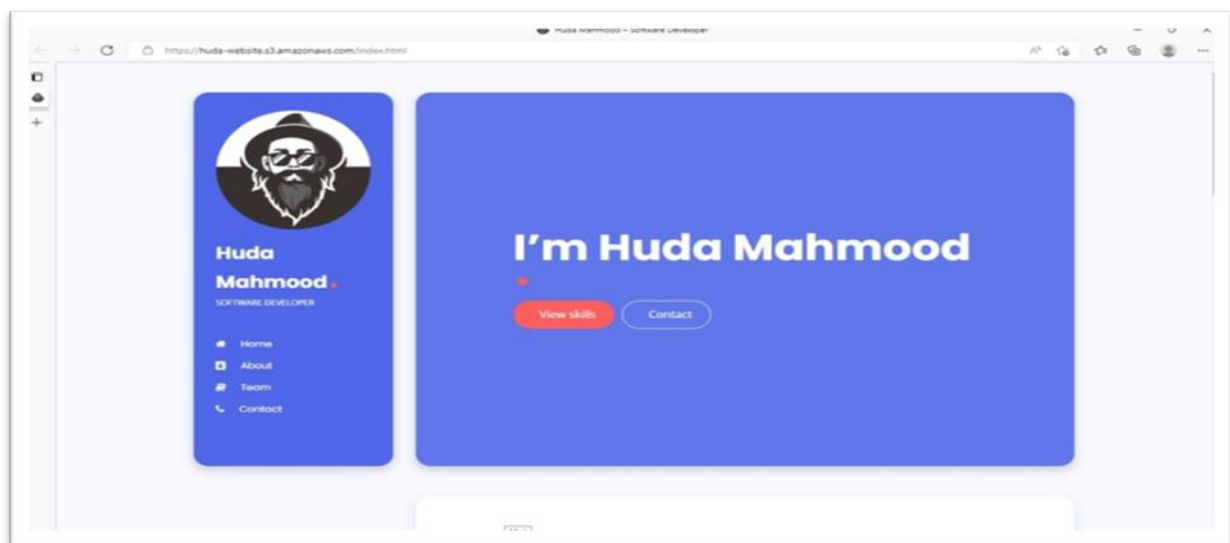 Huda Mahmood – Software Developer
https://huda-website.s3.amazonaws.com/index.html
Huda
Mahmood.
SOFTWARE DEVELOPER
Home
About
Team
Contact
I'm Huda Mahmood
.
View skills
Contact